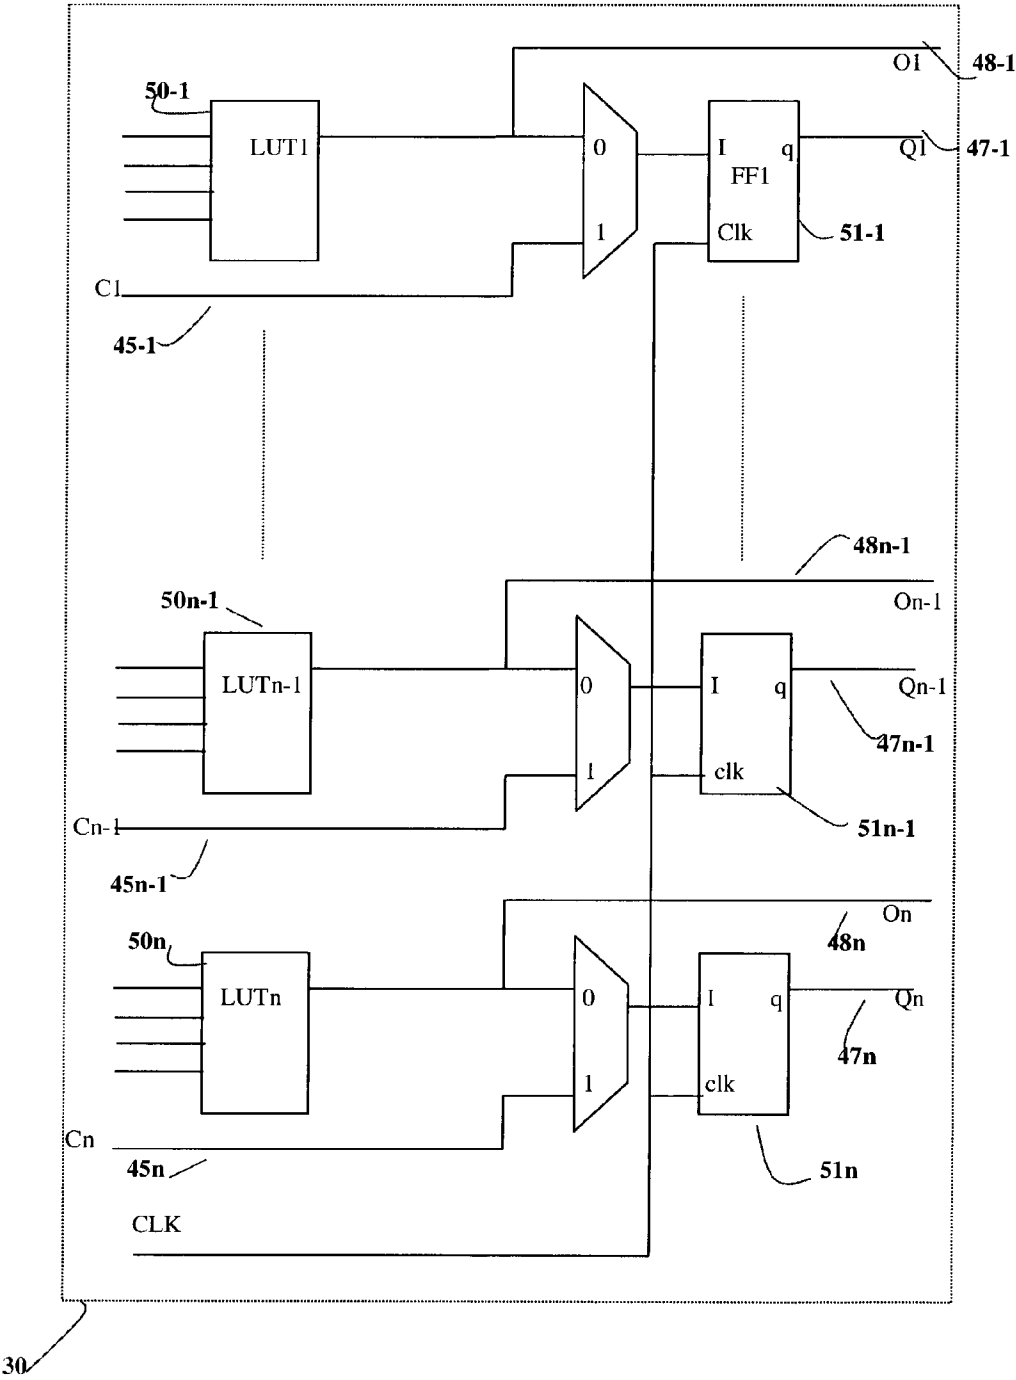 O1
48-1
50-1
LUT1
0
I
q
Q1
47-1
FF1
1
Clk
51-1
C1
45-1
48n-1
50n-1
On-1
LUTn-1
0
I
q
Qn-1
47n-1
1
clk
Cn-1
51n-1
45n-1
On
50n
48n
LUTn
0
I
q
Qn
47n
1
clk
Cn
45n
51n
CLK
30